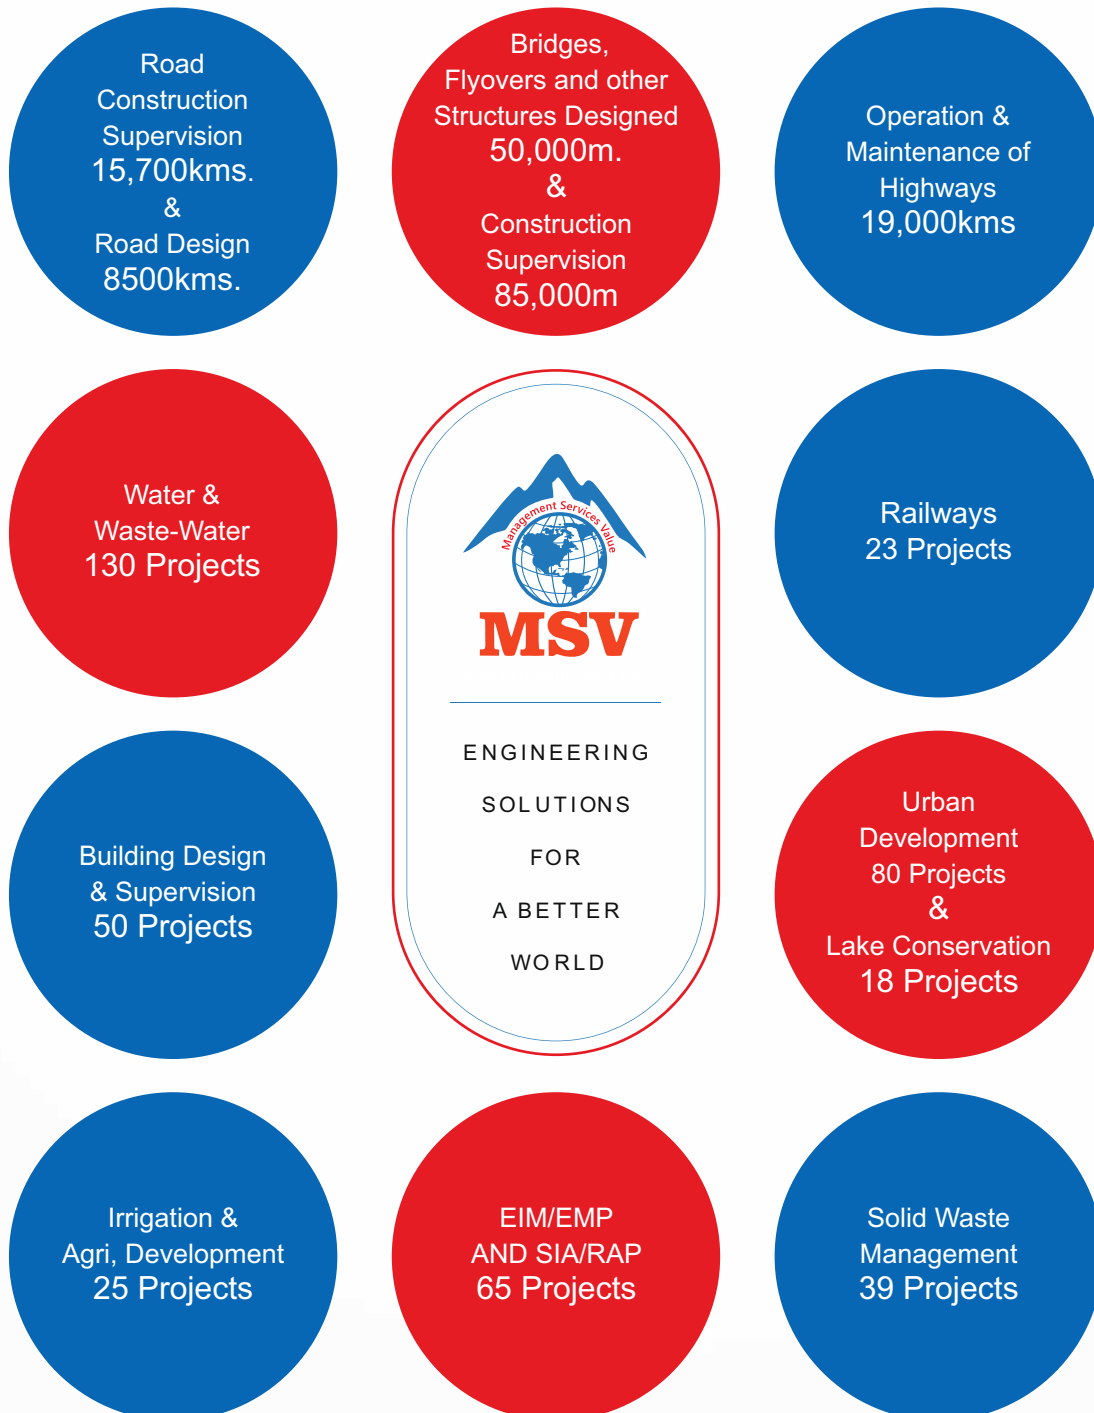 Road
Construction
Supervision
15,700kms.
&
Road Design
8500kms.
Bridges,
Flyovers and other
Structures Designed
50,000m.
&
Construction
Supervision
85,000m
Operation &
Maintenance of
Highways
19,000kms
Water &
Waste-Water
130 Projects
Management Services Value
MSV
ENGINEERING
SOLUTIONS
FOR
A BETTER
WORLD
Railways
23 Projects
Building Design
& Supervision
50 Projects
Urban
Development
80 Projects
&
Lake Conservation
18 Projects
Irrigation &
Agri, Development
25 Projects
EIM/EMP
AND SIA/RAP
65 Projects
Solid Waste
Management
39 Projects